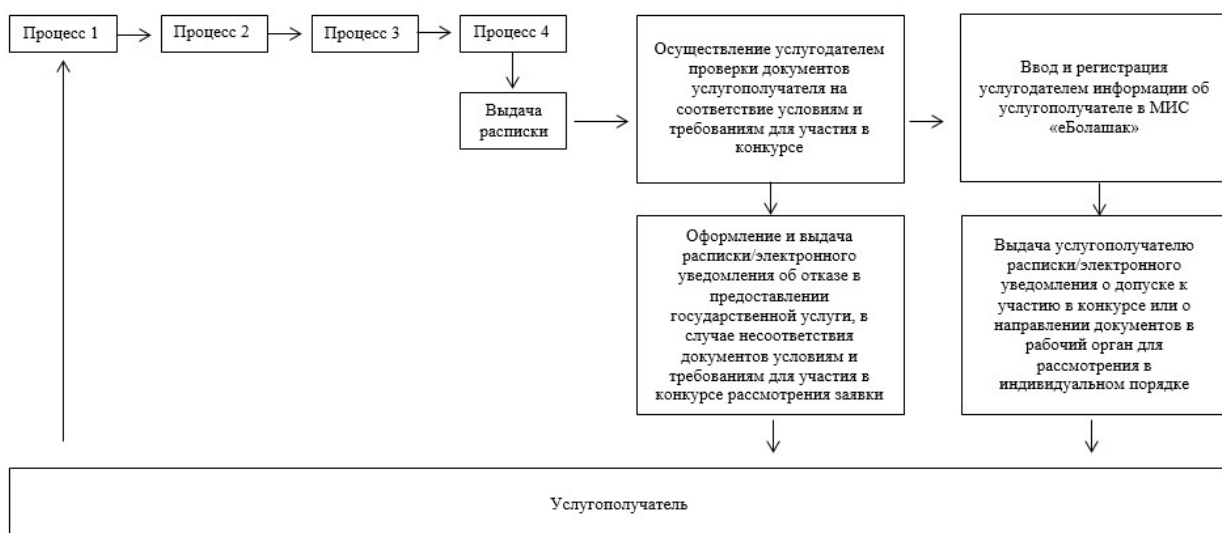 Процесс 1
Процесс 2
Процесс 3
Процесс 4
Выдача
расписки
Осуществление услугодателем
проверки документов
услугополучателя на
соответствие условиям и
требованиям для участия в
конкурсе
Ввод и регистрация
услугодателем информации об
услугополучателе в МИС
«еБолашак»
Оформление и выдача
расписки/электронного
уведомления об отказе в
предоставлении
государственной услуги, в
случае несоответствия
документов условиям и
требованиям для участия в
конкурсе рассмотрения заявки
Выдача услугополучателю
расписки/электронного
уведомления о допуске к
участию в конкурсе или о
направлении документов в
рабочий орган для
рассмотрения в
индивидуальном порядке
Услугополучатель